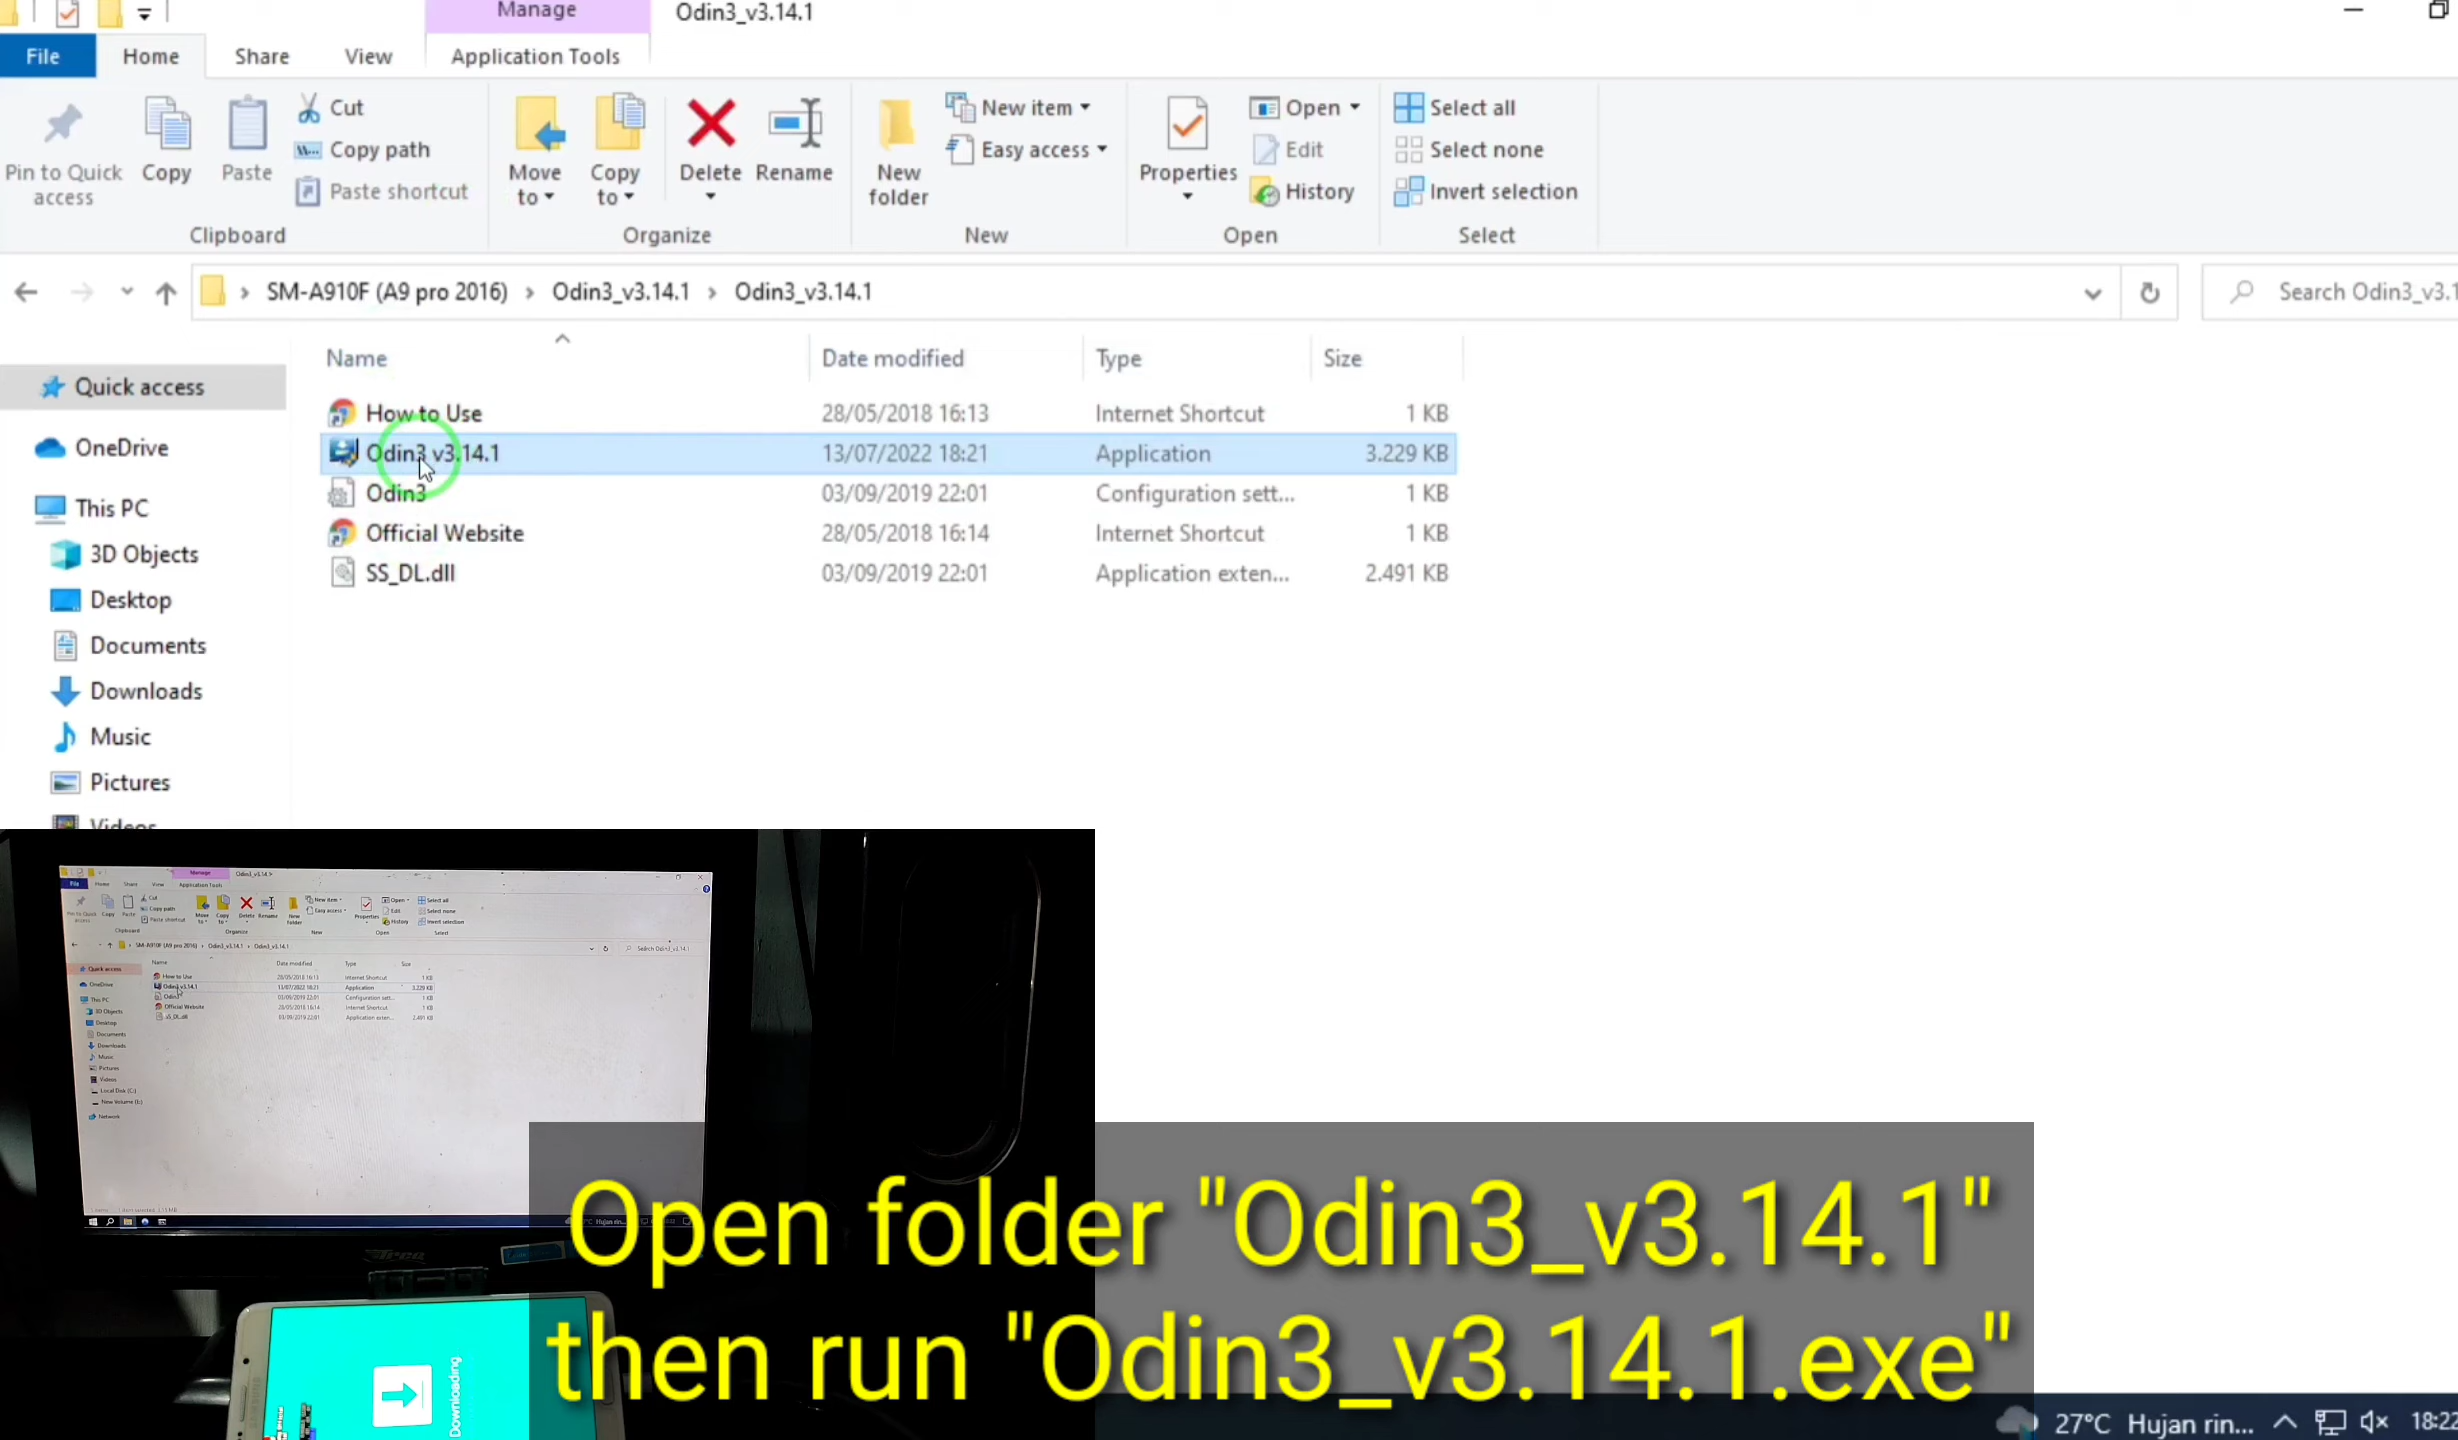 Manage Odin3_v3.14.1
File Home Share View Application Tools
Pin to Quick access
Copy
Paste
Cut
Copy path
Paste shortcut
Clipboard
Move to
Copy to
Delete
Rename
Organize
New folder
New item
Easy access
New
Properties
Open
Edit
History
Open
Select all
Select none
Invert selection
Select
SM-A910F (A9 pro 2016) Odin3_v3.14.1 Odin3_v3.14.1
Search Odin3_v3.1
Name Date modified Type Size
How to Use 28/05/2018 16:13 Internet Shortcut 1 KB
Odin3 v3.14.1 13/07/2022 18:21 Application 3.229 KB
Odin3 03/09/2019 22:01 Configuration sett... 1 KB
Official Website 28/05/2018 16:14 Internet Shortcut 1 KB
SS_DL.dll 03/09/2019 22:01 Application exten... 2.491 KB
Quick access
OneDrive
This PC
3D Objects
Desktop
Documents
Downloads
Music
Pictures
Videos
Downloading
Open folder "Odin3_v3.14.1"
then run "Odin3_v3.14.1.exe"
27°C Hujan rin... 18:22